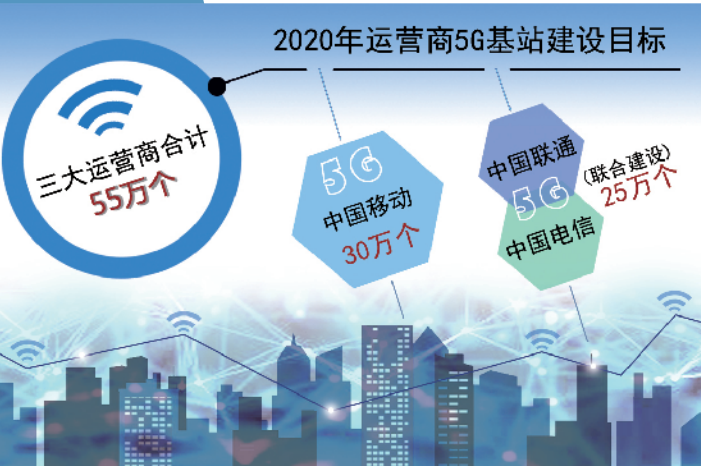 2020年运营商5G基站建设目标
三大运营商合计
55万个
5G
中国移动
30万个
中国联通
(联合建设)
25万个
5G
中国电信